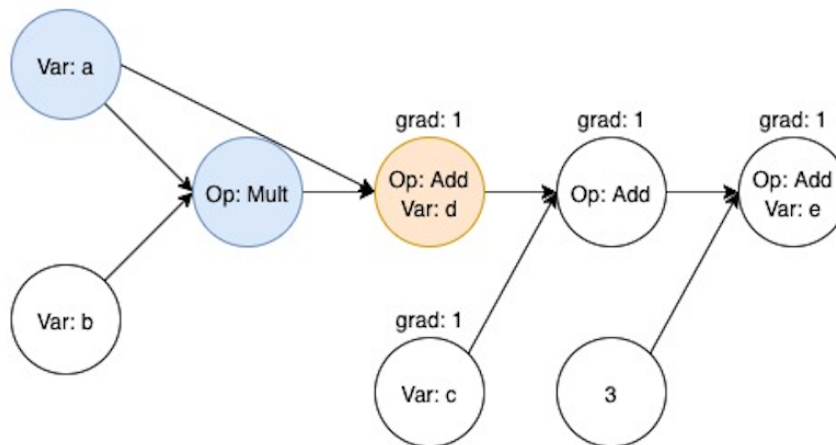 Var: a
grad: 1
grad: 1
grad: 1
Op: Mult
Op: Add
Var: d
Op: Add
Op: Add
Var: e
Var: b
grad: 1
Var: c
3